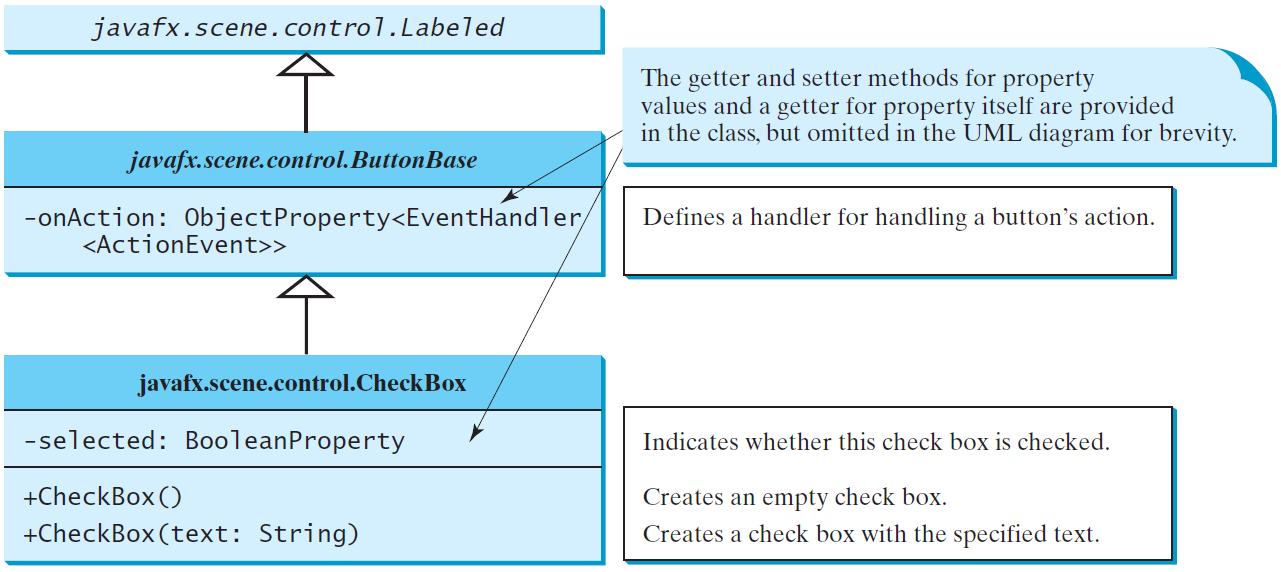 javafx.scene.control.Labeled
The getter and setter methods for property
values and a getter for property itself are provided
in the class, but omitted in the UML diagram for brevity.
javafx.scene.control.ButtonBase
-onAction: ObjectProperty<EventHandler
<ActionEvent>>
Defines a handler for handling a button’s action.
javafx.scene.control.CheckBox
-selected: BooleanProperty
Indicates whether this check box is checked.
+CheckBox()
Creates an empty check box.
+CheckBox(text: String)
Creates a check box with the specified text.